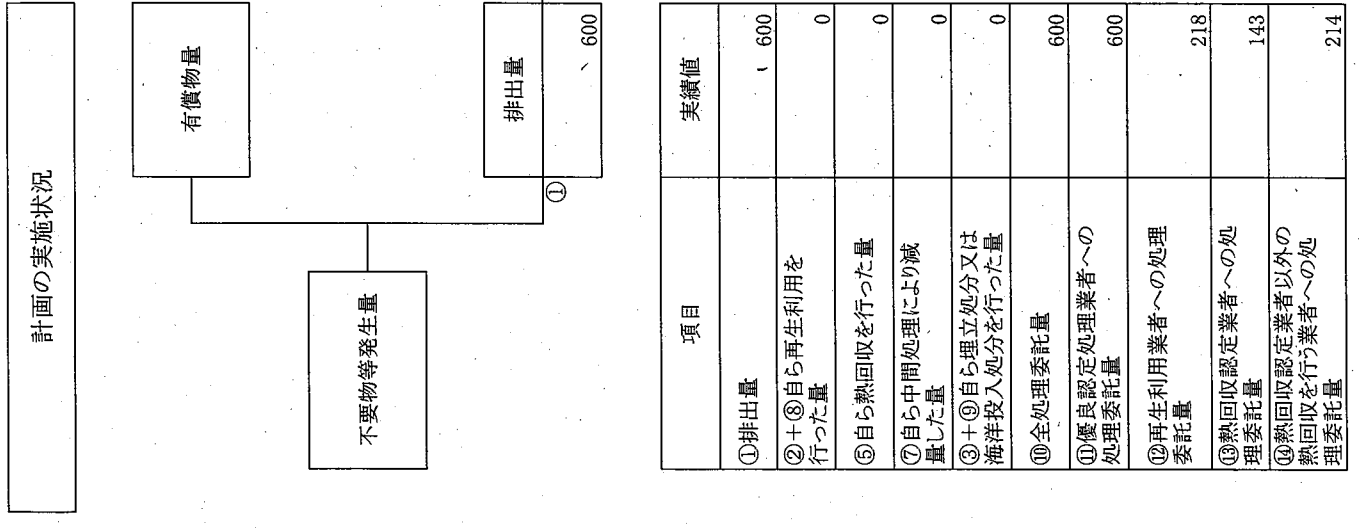 計画の実施状況
有償物量
不要物等発生量
排出量
①
600
項目
実績値
①排出量
600
②+⑧自ら再生利用を
行った量
0
⑤自ら熱回収を行った量
0
⑦自ら中間処理により減
量した量
0
③+⑨自ら埋立処分又は
海洋投入処分を行った量
0
⑩全処理委託量
600
⑪優良認定処理業者への
処理委託量
600
⑫再生利用業者への処理
委託量
218
⑬熱回収認定業者への処
理委託量
143
⑭熱回収認定業者以外の
熱回収を行う業者への処
理委託量
214